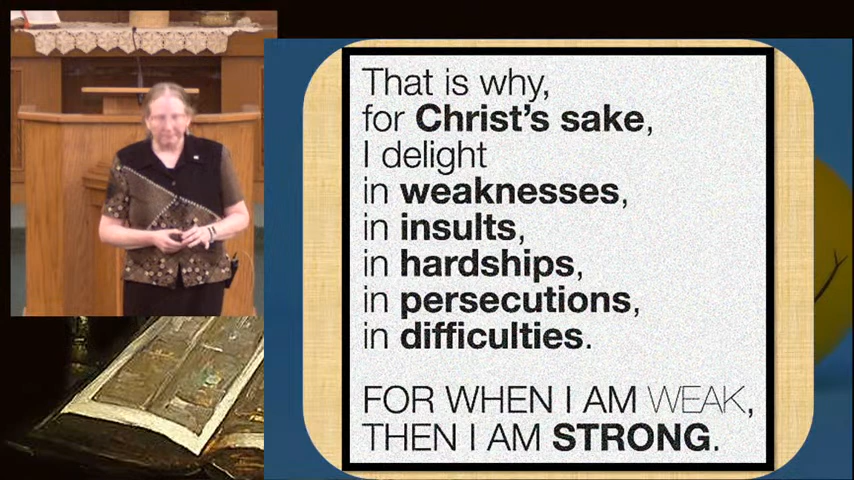 That is why,
for Christ's sake,
I delight
in weaknesses,
in insults,
in hardships,
in persecutions,
in difficulties.
FOR WHEN I AM WEAK,
THEN I AM STRONG.